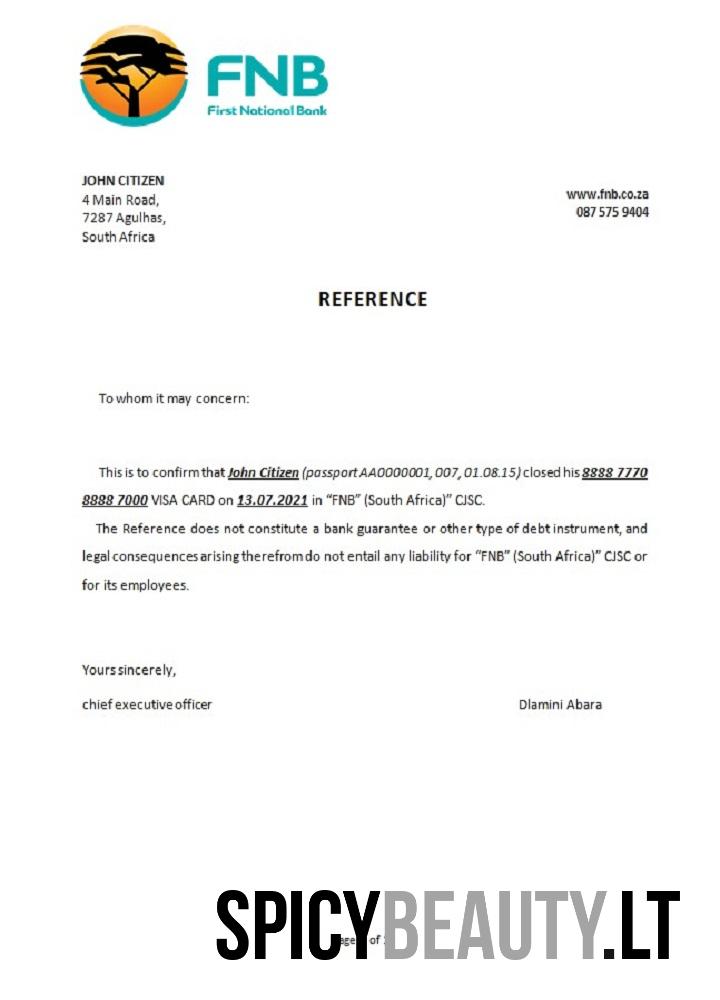 FNB
First National Bank
JOHN CITIZEN
4 Main Road,
7287 Agulhas,
South Africa
www.fnb.co.za
087 575 9404
REFERENCE
To whom it may concern:
This is to confirm that John Citizen (passport AA0000001, 007, 01.08.15) closed his 8888 7770
8888 7000 VISA CARD on 13.07.2021 in “FNB” (South Africa)” CJSC.
The Reference does not constitute a bank guarantee or other type of debt instrument, and
legal consequences arising therefrom do not entail any liability for “FNB” (South Africa)” CJSC or
for its employees.
Yours sincerely,
chief executive officer Dlamini Abara
SPICYBEAUTY.LT
of